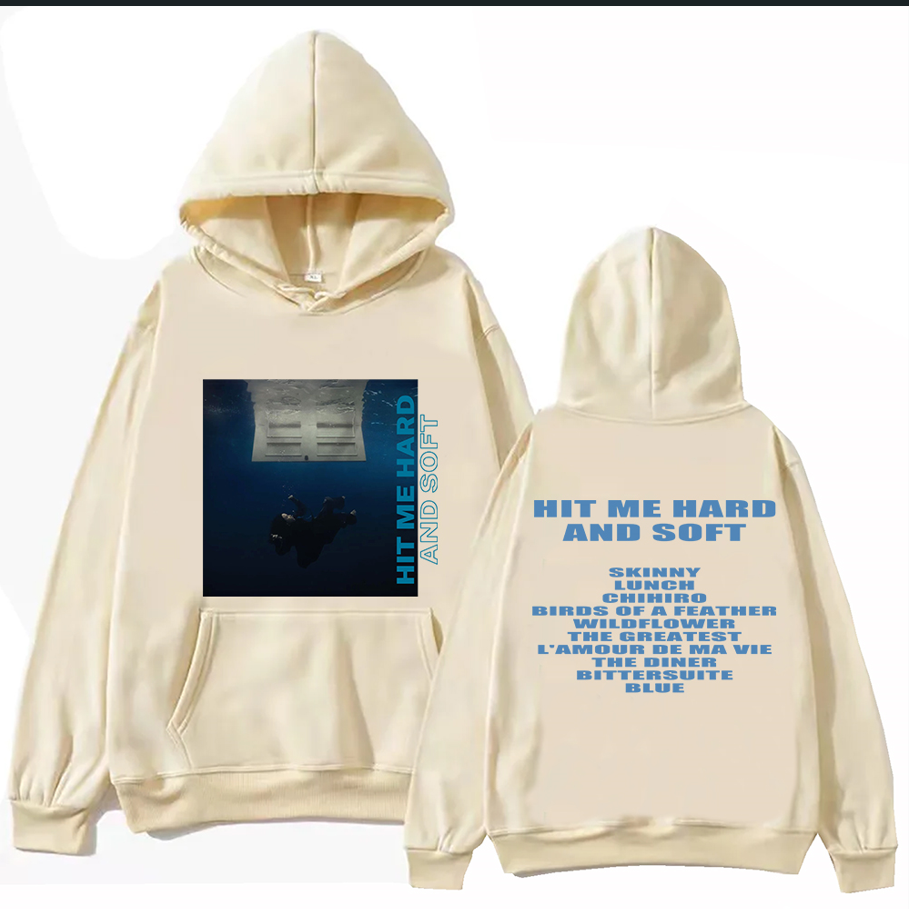 HIT ME HARD
AND SOFT
HIT ME HARD
AND SOFT
SKINNY
LUNCH
CHIHIRO
BIRDS OF A FEATHER
WILDFLOWER
THE GREATEST
L'AMOUR DE MA VIE
THE DINER
BITTERSUITE
BLUE